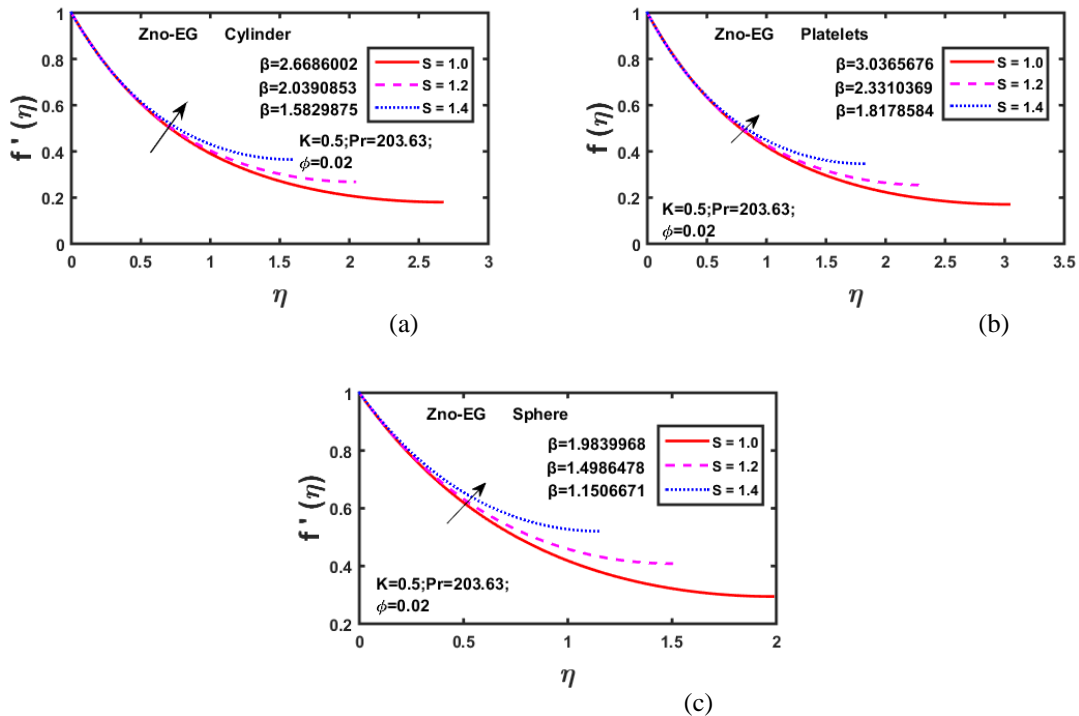 Zno-EG Cylinder
β=2.6686002 S = 1.0
β=2.0390853 S = 1.2
β=1.5829875 S = 1.4
K=0.5;Pr=203.63;
ϕ=0.02
f ' (η)
1
0.8
0.6
0.4
0.2
0
0 0.5 1 1.5 2 2.5 3
η
(a)
Zno-EG Platelets
β=3.0365676 S = 1.0
β=2.3310369 S = 1.2
β=1.8178584 S = 1.4
K=0.5;Pr=203.63;
ϕ=0.02
f (η)
1
0.8
0.6
0.4
0.2
0
0 0.5 1 1.5 2 2.5 3 3.5
η
(b)
Zno-EG Sphere
β=1.9839968 S = 1.0
β=1.4986478 S = 1.2
β=1.1506671 S = 1.4
K=0.5;Pr=203.63;
ϕ=0.02
f ' (η)
1
0.8
0.6
0.4
0.2
0 0.5 1 1.5 2
η
(c)